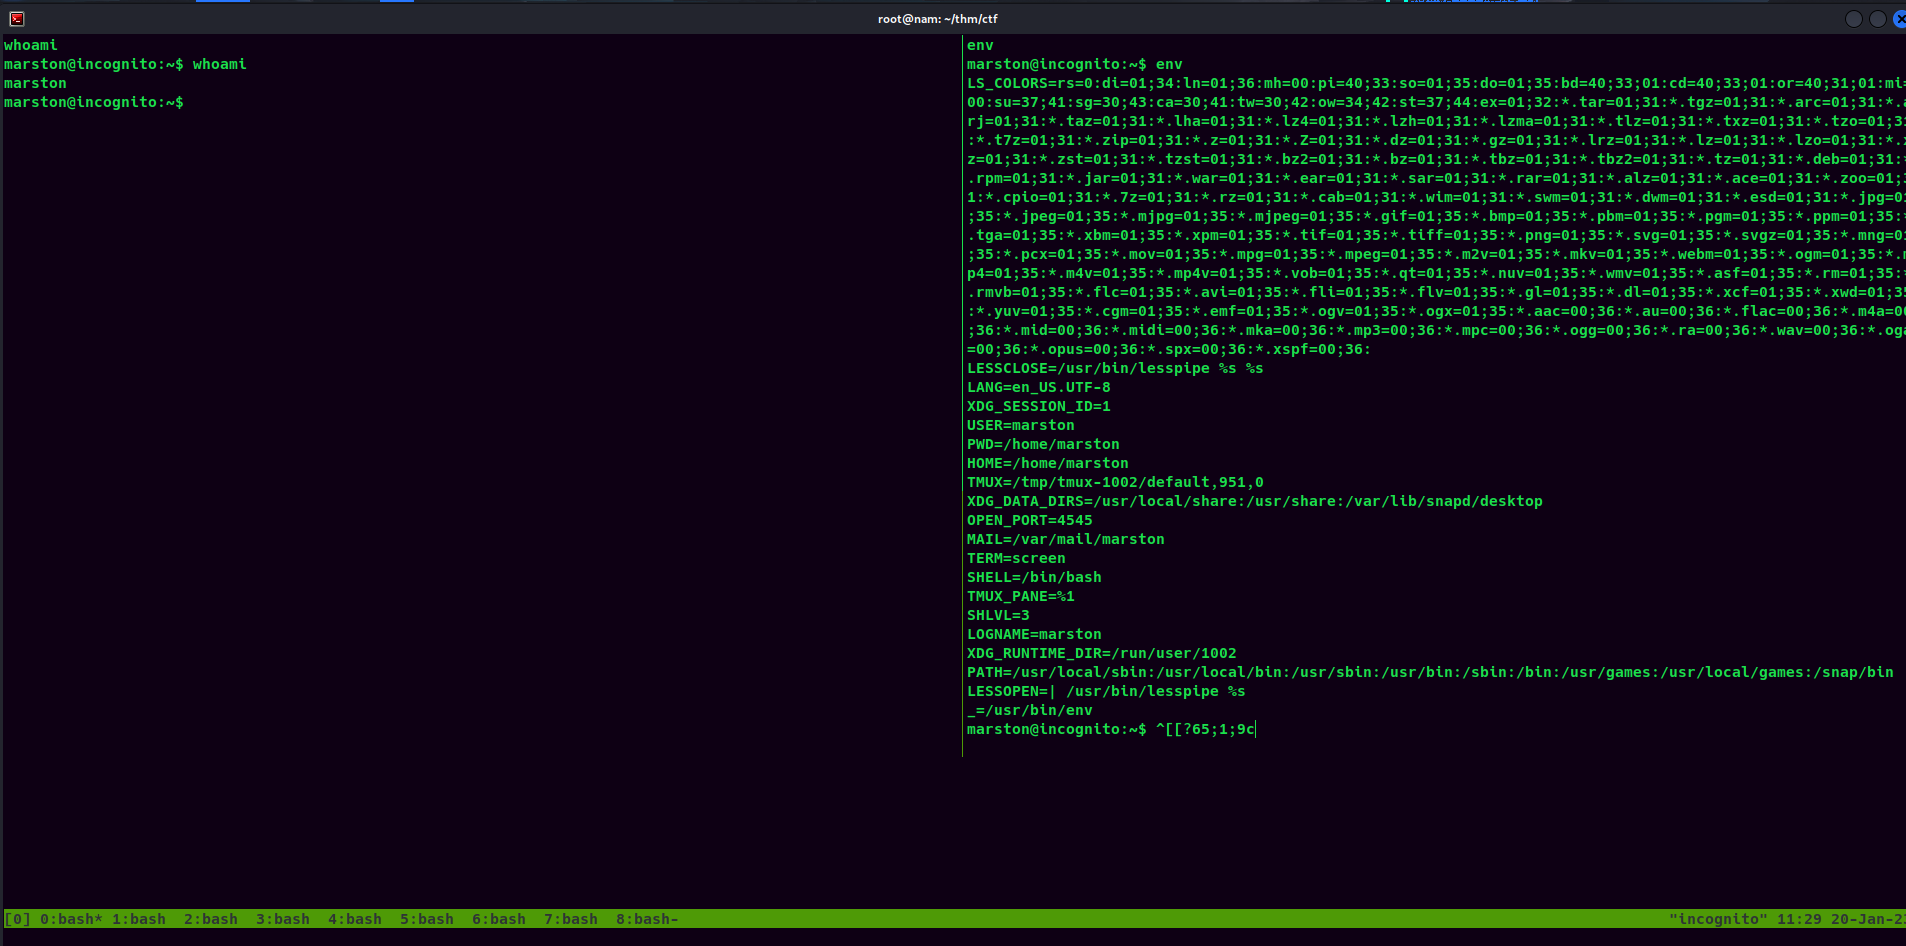 root@nam: ~/thm/ctf
whoami
marston@incognito:~$ whoami
marston
marston@incognito:~$
env
marston@incognito:~$ env
LS_COLORS=rs=0:di=01;34:ln=01;36:mh=00:pi=40;33:so=01;35:do=01;35:bd=40;33;01:cd=40;33;01:or=40;31;01:mi=
00:su=37;41:sg=30;43:ca=30;41:tw=30;42:ow=34;42:st=37;44:ex=01;32:*.tar=01;31:*.tgz=01;31:*.arc=01;31:*.a
rj=01;31:*.taz=01;31:*.lha=01;31:*.lz4=01;31:*.lzh=01;31:*.lzma=01;31:*.tlz=01;31:*.txz=01;31:*.tzo=01;31
:*.t7z=01;31:*.zip=01;31:*.z=01;31:*.Z=01;31:*.dz=01;31:*.gz=01;31:*.lrz=01;31:*.lz=01;31:*.lzo=01;31:*.x
z=01;31:*.zst=01;31:*.tzst=01;31:*.bz2=01;31:*.bz=01;31:*.tbz=01;31:*.tbz2=01;31:*.tz=01;31:*.deb=01;31:*
.rpm=01;31:*.jar=01;31:*.war=01;31:*.ear=01;31:*.sar=01;31:*.rar=01;31:*.alz=01;31:*.ace=01;31:*.zoo=01;3
1:*.cpio=01;31:*.7z=01;31:*.rz=01;31:*.cab=01;31:*.wim=01;31:*.swm=01;31:*.dwm=01;31:*.esd=01;31:*.jpg=01
;35:*.jpeg=01;35:*.mjpg=01;35:*.mjpeg=01;35:*.gif=01;35:*.bmp=01;35:*.pbm=01;35:*.pgm=01;35:*.ppm=01;35:*
.tga=01;35:*.xbm=01;35:*.xpm=01;35:*.tif=01;35:*.tiff=01;35:*.png=01;35:*.svg=01;35:*.svgz=01;35:*.mng=01
;35:*.pcx=01;35:*.mov=01;35:*.mpg=01;35:*.mpeg=01;35:*.m2v=01;35:*.mkv=01;35:*.webm=01;35:*.ogm=01;35:*.m
p4=01;35:*.m4v=01;35:*.mp4v=01;35:*.vob=01;35:*.qt=01;35:*.nuv=01;35:*.wmv=01;35:*.asf=01;35:*.rm=01;35:*
.rmvb=01;35:*.flc=01;35:*.avi=01;35:*.fli=01;35:*.flv=01;35:*.gl=01;35:*.dl=01;35:*.xcf=01;35:*.xwd=01;35
:*.yuv=01;35:*.cgm=01;35:*.emf=01;35:*.ogv=01;35:*.ogx=01;35:*.aac=00;36:*.au=00;36:*.flac=00;36:*.m4a=00
;36:*.mid=00;36:*.midi=00;36:*.mka=00;36:*.mp3=00;36:*.mpc=00;36:*.ogg=00;36:*.ra=00;36:*.wav=00;36:*.oga
=00;36:*.opus=00;36:*.spx=00;36:*.xspf=00;36:
LESSCLOSE=/usr/bin/lesspipe %s %s
LANG=en_US.UTF-8
XDG_SESSION_ID=1
USER=marston
PWD=/home/marston
HOME=/home/marston
TMUX=/tmp/tmux-1002/default,951,0
XDG_DATA_DIRS=/usr/local/share:/usr/share:/var/lib/snapd/desktop
OPEN_PORT=4545
MAIL=/var/mail/marston
TERM=screen
SHELL=/bin/bash
TMUX_PANE=%1
SHLVL=3
LOGNAME=marston
XDG_RUNTIME_DIR=/run/user/1002
PATH=/usr/local/sbin:/usr/local/bin:/usr/sbin:/usr/bin:/sbin:/bin:/usr/games:/usr/local/games:/snap/bin
LESSOPEN=| /usr/bin/lesspipe %s
_=/usr/bin/env
marston@incognito:~$ ^[[?65;1;9c
[0] 0:bash* 1:bash  2:bash  3:bash  4:bash  5:bash  6:bash  7:bash  8:bash- "incognito" 11:29 20-Jan-2